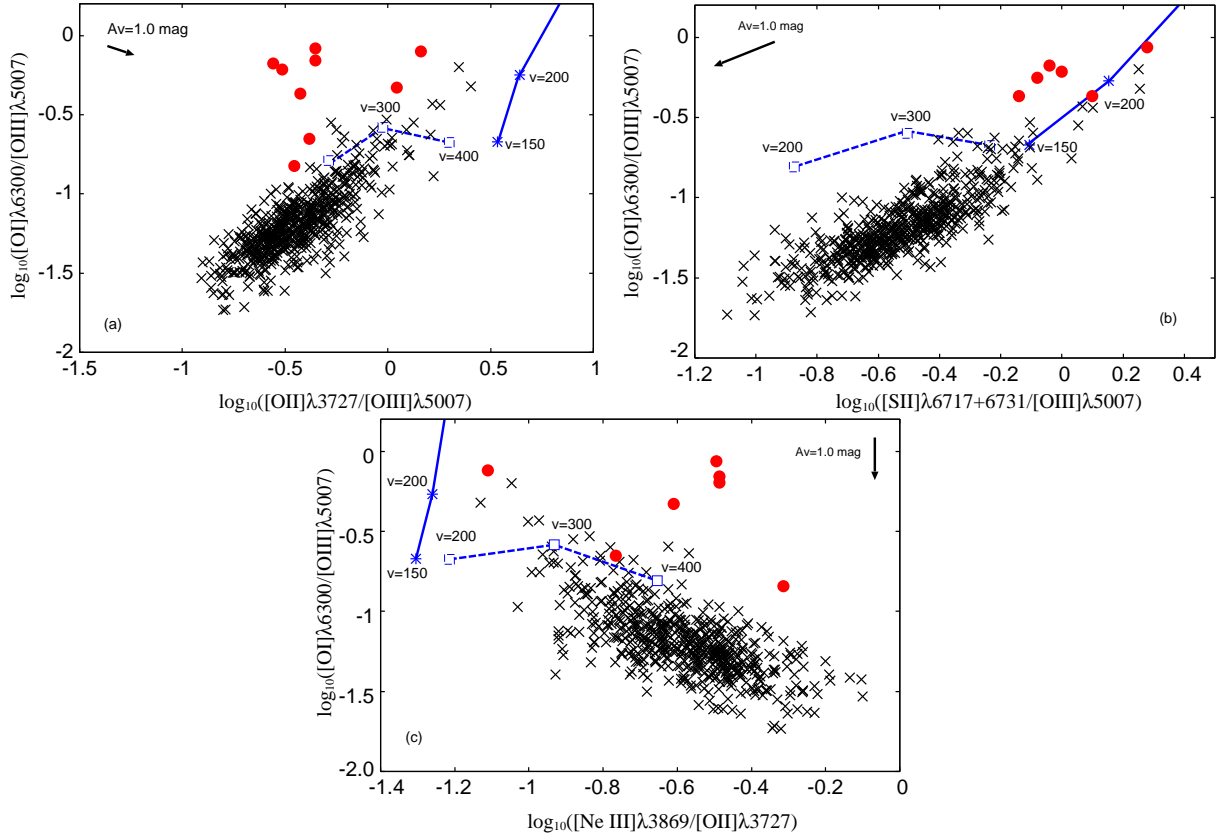 0
-0.5
-1
-1.5
-2
-1.5
-1
-0.5
0
0.5
1
log₁₀([OI]λ6300/[OIII]λ5007)
log₁₀([OII]λ3727/[OIII]λ5007)
Av=1.0 mag
v=200
v=300
v=400
v=150
(a)
0
-0.5
-1
-1.5
-2
-1.2
-1
-0.8
-0.6
-0.4
-0.2
0
0.2
0.4
log₁₀([OI]λ6300/[OIII]λ5007)
log₁₀([SII]λ6717+6731/[OIII]λ5007)
Av=1.0 mag
v=200
v=300
v=200
v=150
(b)
0
-0.5
-1
-1.5
-2.0
-1.4
-1.2
-1
-0.8
-0.6
-0.4
-0.2
0
log₁₀([OI]λ6300/[OIII]λ5007)
log₁₀([Ne III]λ3869/[OII]λ3727)
Av=1.0 mag
v=200
v=200
v=300
v=150
v=400
(c)